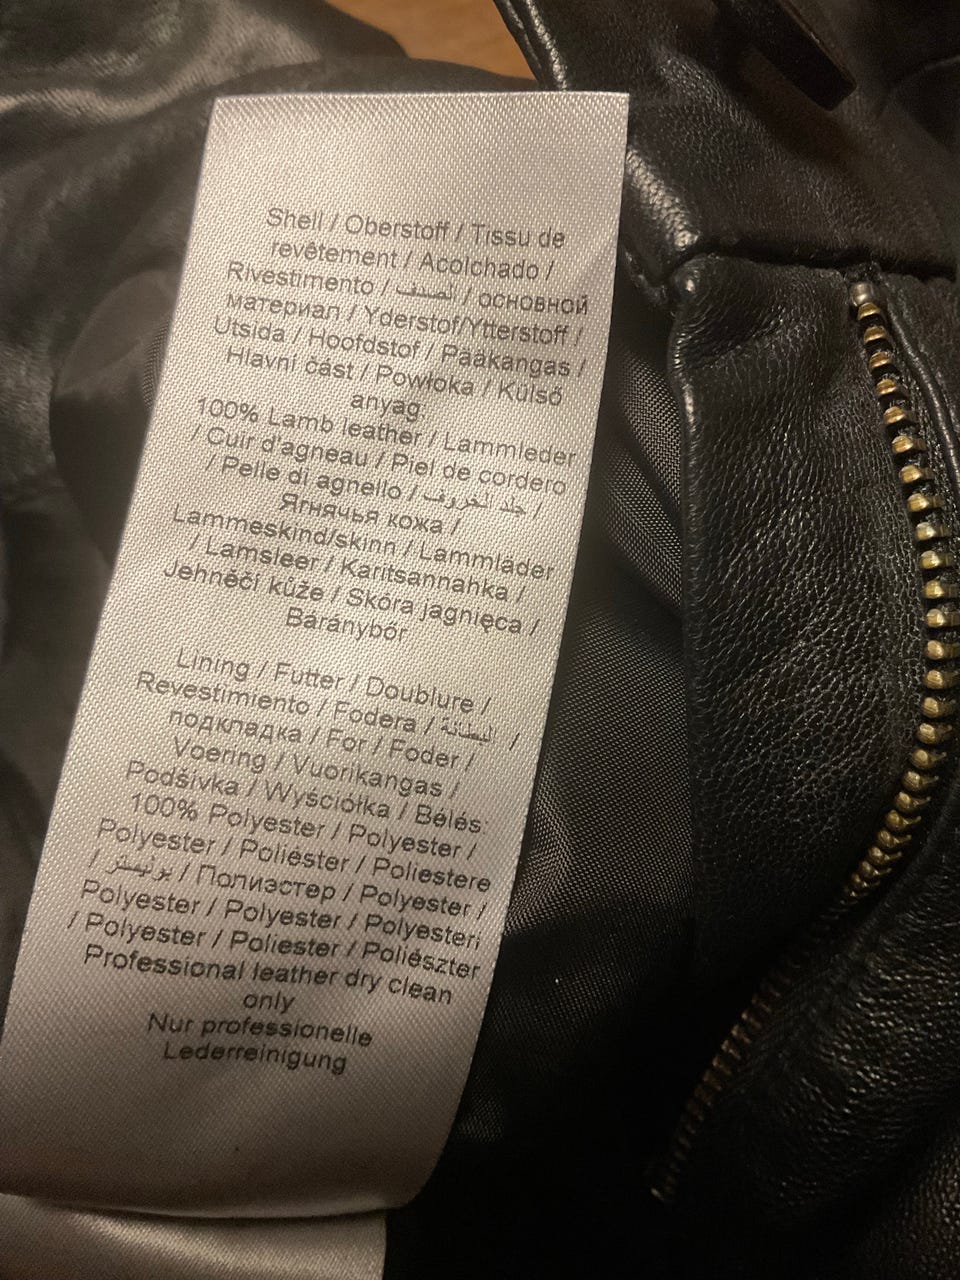 Shell / Oberstoff / Tissu de
revêtement / Acolchado /
Rivestimento / الصدف / основной
материал / Yderstof/Ytterstoff /
Utsida / Hoofdstof / Pääkangas /
Hlavní část / Powłoka / Külső
anyag
100% Lamb leather / Lammleder
Cuir d'agneau / Piel de cordero
Pelle di agnello / جلد الخروف /
Ягнячья кожа /
Lammeskind/skinn / Lammläder
/ Lamsleer / Karitsannahka /
Jehněčí kůže / Skóra jagnięca /
Báránybőr
Lining / Futter / Doublure /
Revestimiento / Fodera / البطانة /
подкладка / For / Foder /
Voering / Vuorikangas /
Podšívka / Wyściółka / Bélés:
100% Polyester / Polyester /
Polyester / Poliéster / Poliestere
/ بوليستر / Полиэстер / Polyester /
Polyester / Polyester / Polyesteri
/ Polyester / Poliester / Poliészter
Professional leather dry clean
only
Nur professionelle
Lederreinigung